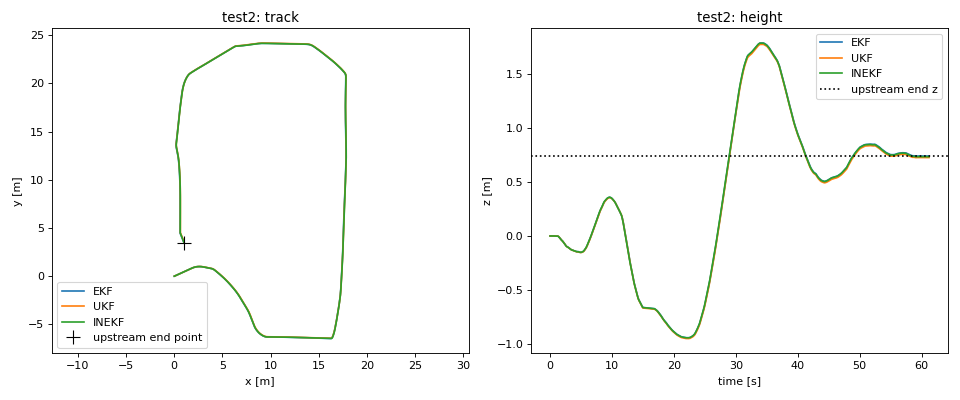 test2: track
25
20
15
10
5
0
−5
y [m]
−10
−5
0
5
10
15
20
25
30
x [m]
EKF
UKF
INEKF
upstream end point
test2: height
1.5
1.0
0.5
0.0
−0.5
−1.0
z [m]
0
10
20
30
40
50
60
time [s]
EKF
UKF
INEKF
upstream end z